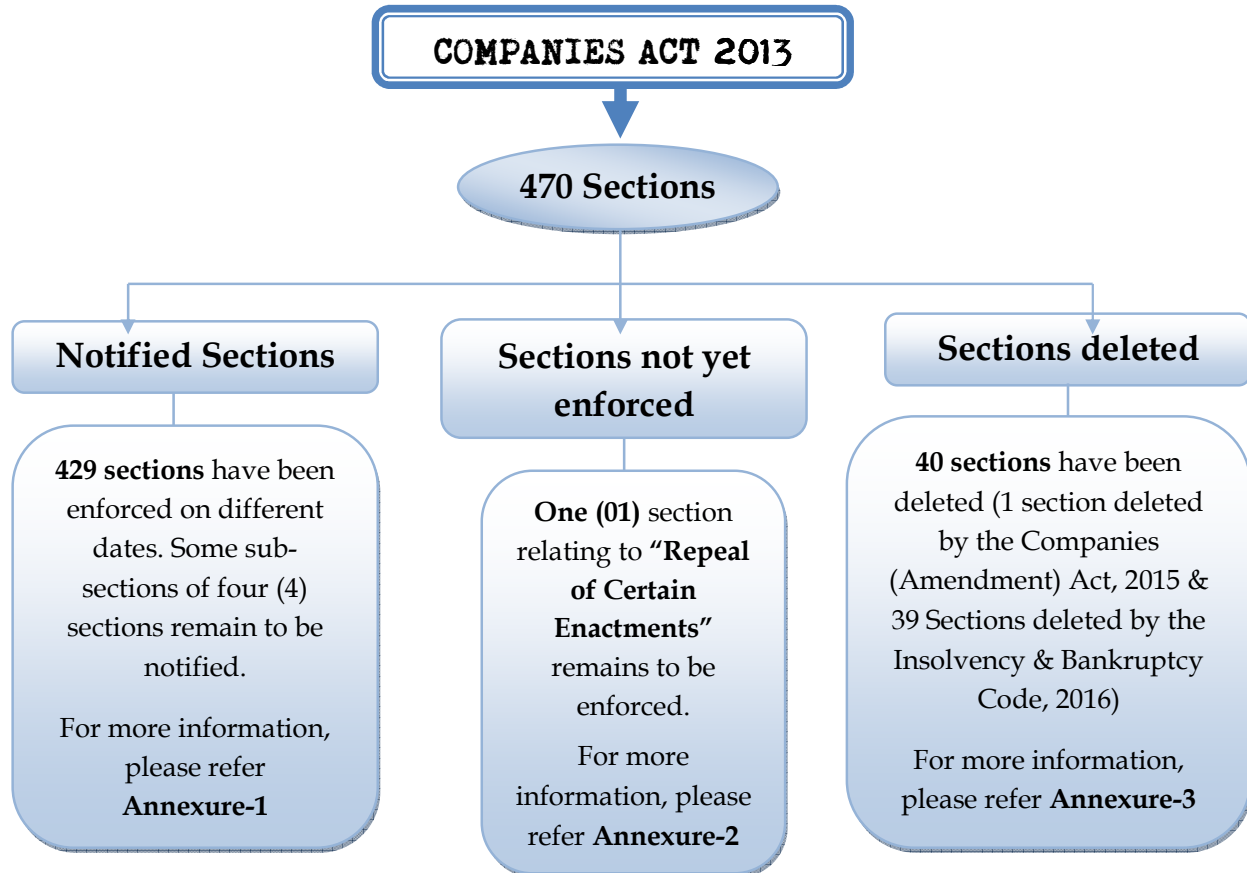 COMPANIES ACT 2013
470 Sections
Notified Sections
429 sections have been
enforced on different
dates. Some sub-
sections of four (4)
sections remain to be
notified.
For more information,
please refer
Annexure-1
Sections not yet
enforced
One (01) section
relating to “Repeal
of Certain
Enactments”
remains to be
enforced.
For more
information, please
refer Annexure-2
Sections deleted
40 sections have been
deleted (1 section deleted
by the Companies
(Amendment) Act, 2015 &
39 Sections deleted by the
Insolvency & Bankruptcy
Code, 2016)
For more information,
please refer Annexure-3